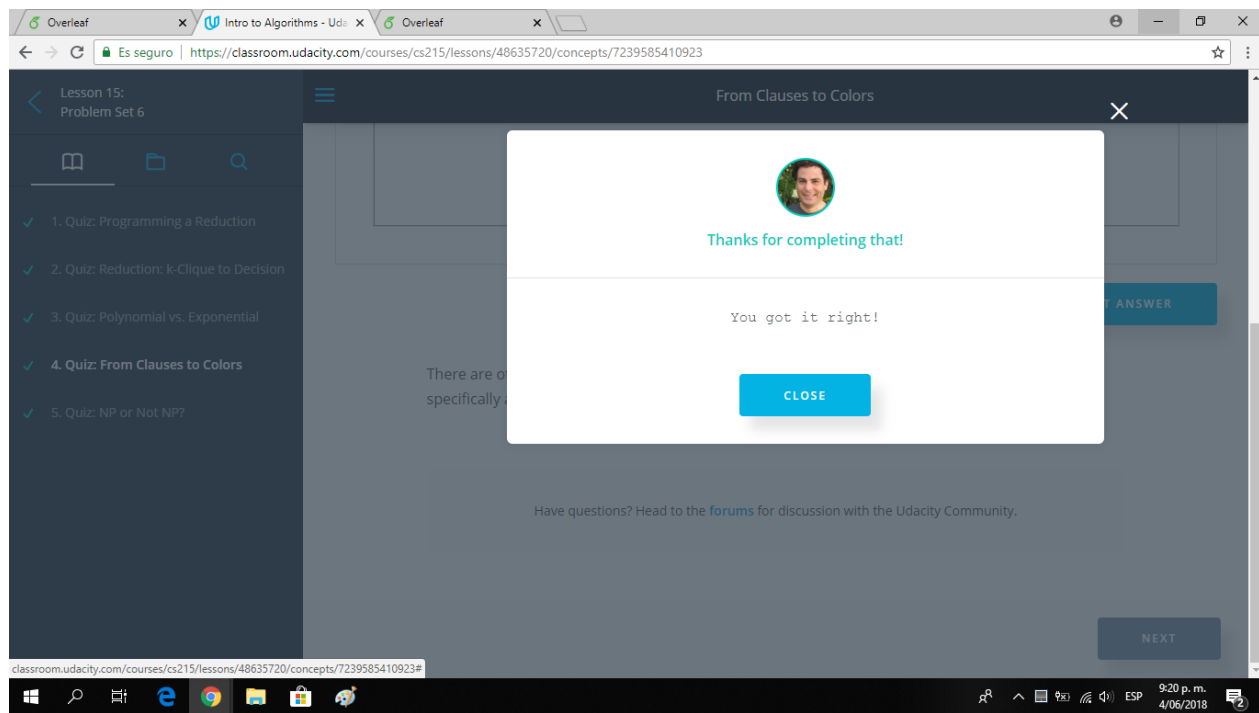 Overleaf
Intro to Algorithms - Uda
Overleaf
Es seguro | https://classroom.udacity.com/courses/cs215/lessons/48635720/concepts/7239585410923
Lesson 15:
Problem Set 6
From Clauses to Colors
1. Quiz: Programming a Reduction
2. Quiz: Reduction: k-Clique to Decision
3. Quiz: Polynomial vs. Exponential
4. Quiz: From Clauses to Colors
5. Quiz: NP or Not NP?
Thanks for completing that!
You got it right!
CLOSE
ANSWER
There are
specifically
Have questions? Head to the forums for discussion with the Udacity Community.
NEXT
classroom.udacity.com/courses/cs215/lessons/48635720/concepts/7239585410923#
ESP
9:20 p. m.
4/06/2018
2